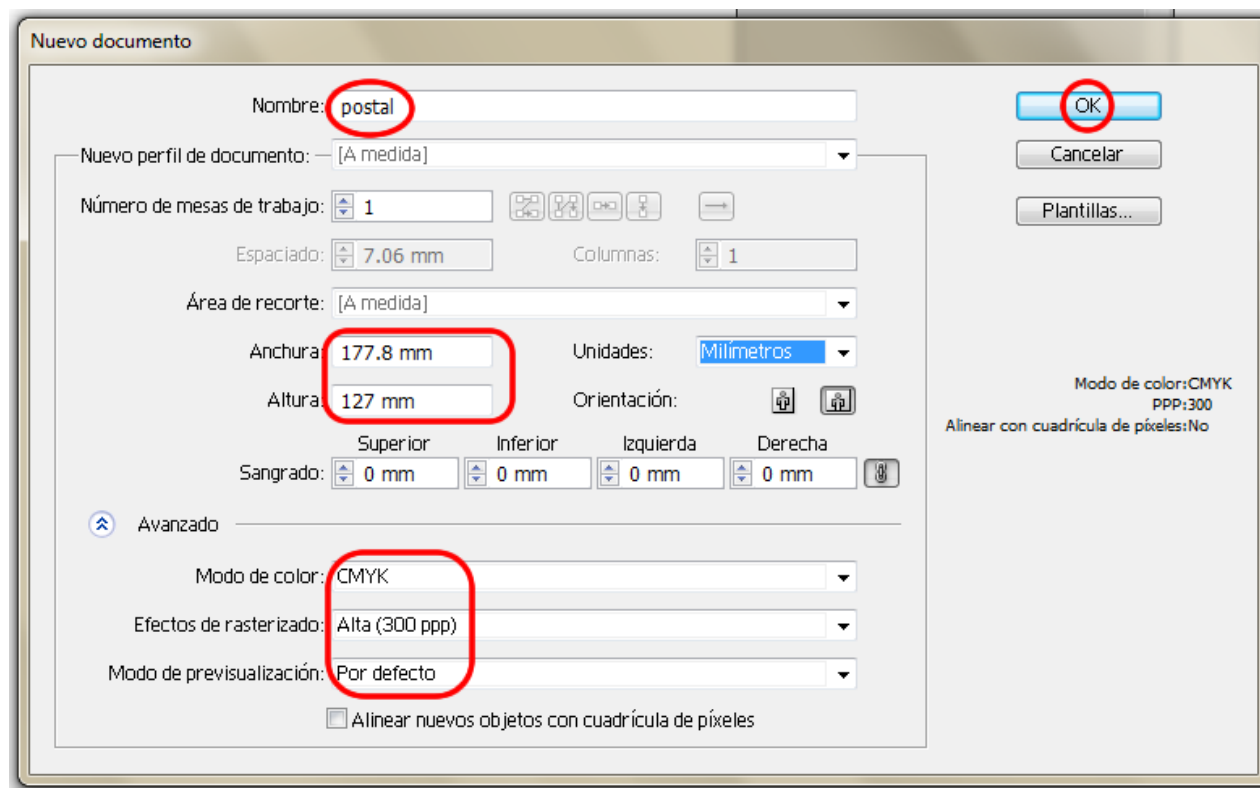 Nuevo documento
Nombre: postal
OK
Nuevo perfil de documento: [A medida]
Cancelar
Número de mesas de trabajo: 1
Plantillas...
Espaciado: 7.06 mm Columnas: 1
Área de recorte: [A medida]
Anchura: 177.8 mm Unidades: Milímetros
Altura: 127 mm Orientación:
Modo de color:CMYK
PPP:300
Alinear con cuadrícula de píxeles:No
Superior Inferior Izquierda Derecha
Sangrado: 0 mm 0 mm 0 mm 0 mm
Avanzado
Modo de color: CMYK
Efectos de rasterizado: Alta (300 ppp)
Modo de previsualización: Por defecto
Alinear nuevos objetos con cuadrícula de píxeles